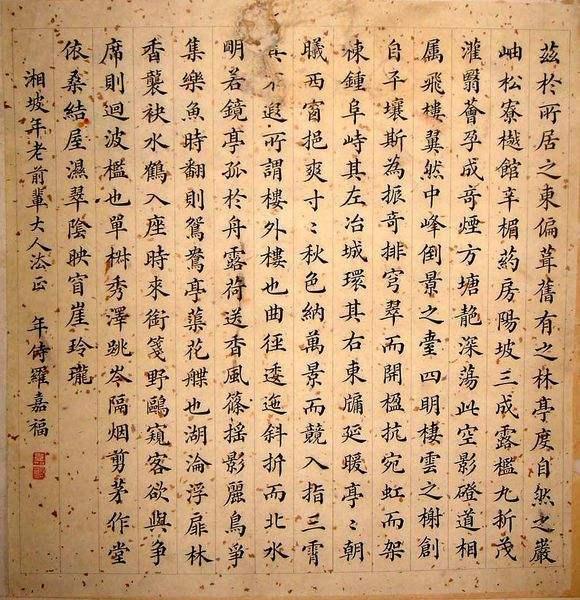 茲於所居之東偏葺舊有之林亭度自然之巖
岫松寮樾館辛楣葯房陽坡三成露檻九折茂
灌翳薈孕成奇煙方塘靘深蕩此空影磴道相
属飛樓翼然中峰倒景之臺四明棲雲之榭創
自平壤斯為振奇排穹翠而開楹抗宛虹而架
棟鍾阜峙其左冶城環其右東牖延暖亭〻朝
曦西窗挹爽寸〻秋色納萬景而競入指三霄
其不遐所謂樓外樓也曲徑逶迤斜折而北水
明若鏡亭孤於舟露荷送香風篠搖影麗鳥爭
集樂魚時翻則鴛鴦亭藥花艓也湖淪浮扉林
香襲袂水鶴入座時來銜箋野鷗窺客欲與争
席則迴波檻也單椒秀澤跳岑隔烟剪茅作堂
依桑結屋濕翠陰映窅崖玲瓏
湘坡年老前輩大人法正 年侍羅嘉福